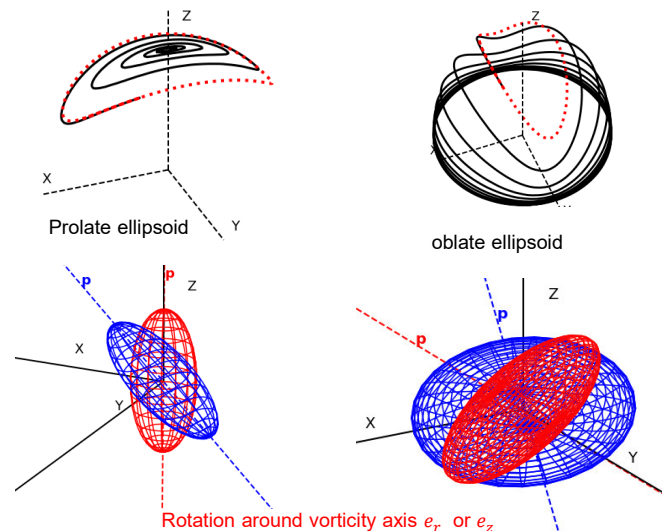 Z
Z
X
X
Y
...
Prolate ellipsoid
oblate ellipsoid
p
p
Z
p
Z
p
X
Y
X
Y
Rotation around vorticity axis e_r or e_z